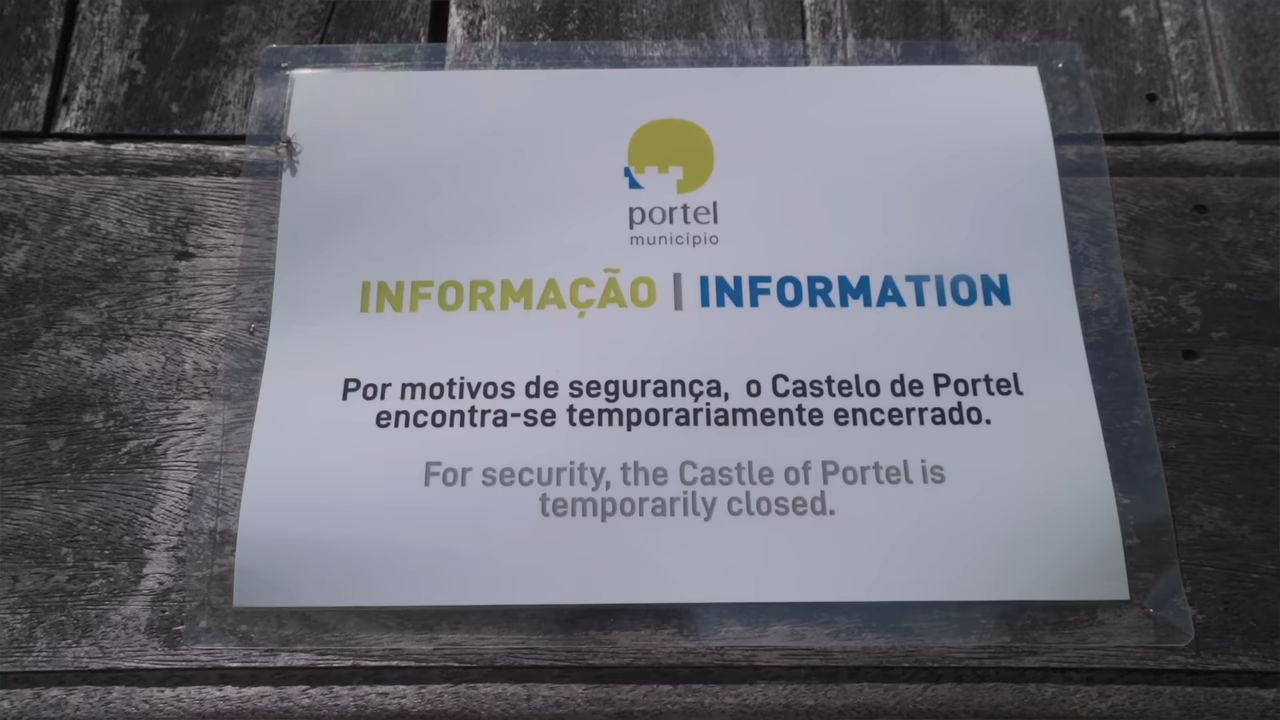 portel
município
INFORMAÇÃO | INFORMATION
Por motivos de segurança, o Castelo de Portel
encontra-se temporariamente encerrado.
For security, the Castle of Portel is
temporarily closed.